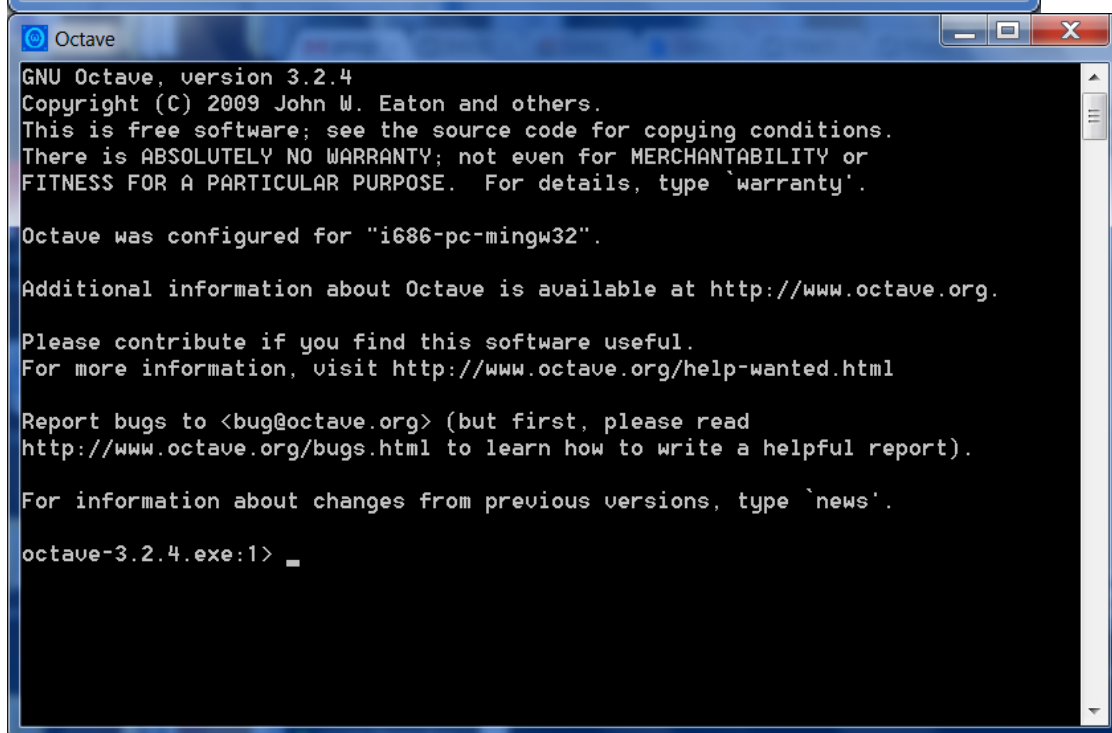 Octave
GNU Octave, version 3.2.4
Copyright (C) 2009 John W. Eaton and others.
This is free software; see the source code for copying conditions.
There is ABSOLUTELY NO WARRANTY; not even for MERCHANTABILITY or
FITNESS FOR A PARTICULAR PURPOSE.  For details, type `warranty'.
Octave was configured for "i686-pc-mingw32".
Additional information about Octave is available at http://www.octave.org.
Please contribute if you find this software useful.
For more information, visit http://www.octave.org/help-wanted.html
Report bugs to <bug@octave.org> (but first, please read
http://www.octave.org/bugs.html to learn how to write a helpful report).
For information about changes from previous versions, type `news'.
octave-3.2.4.exe:1> _